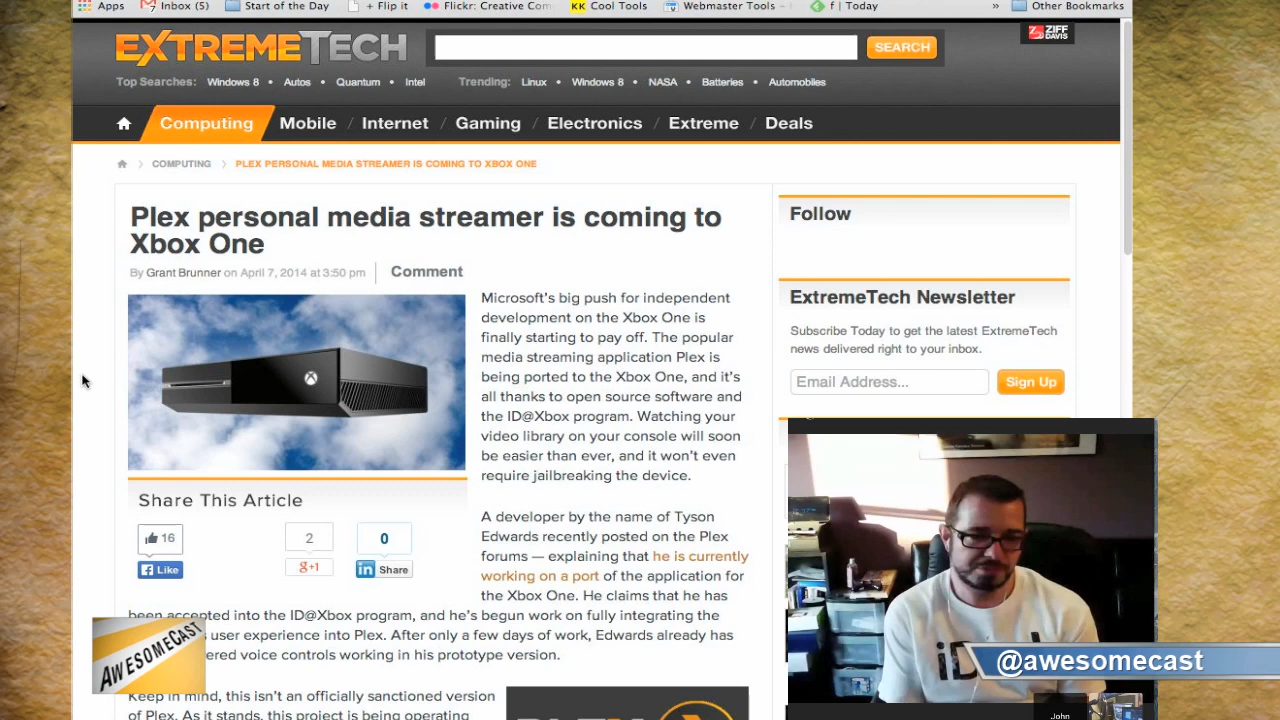 Apps Inbox (5) Start of the Day + Flip it Flickr: Creative Com KK Cool Tools Webmaster Tools - f | Today » Other Bookmarks
EXTREMETECH SEARCH ZIFF DAVIS
Top Searches: Windows 8 • Autos • Quantum • Intel Trending: Linux • Windows 8 • NASA • Batteries • Automobiles
Computing Mobile / Internet / Gaming / Electronics / Extreme / Deals
COMPUTING PLEX PERSONAL MEDIA STREAMER IS COMING TO XBOX ONE
Plex personal media streamer is coming to
Xbox One
By Grant Brunner on April 7, 2014 at 3:50 pm Comment
Microsoft's big push for independent
development on the Xbox One is
finally starting to pay off. The popular
media streaming application Plex is
being ported to the Xbox One, and it's
all thanks to open source software and
the ID@Xbox program. Watching your
video library on your console will soon
be easier than ever, and it won't even
require jailbreaking the device.
Share This Article
16
Like
2
g+1
0
in Share
A developer by the name of Tyson
Edwards recently posted on the Plex
forums — explaining that he is currently
working on a port of the application for
the Xbox One. He claims that he has
been accepted into the ID@Xbox program, and he's begun work on fully integrating the
user experience into Plex. After only a few days of work, Edwards already has
voice controls working in his prototype version.
Keep in mind, this isn't an officially sanctioned version
of Plex. As it stands, this project is being operating
Follow
ExtremeTech Newsletter
Subscribe Today to get the latest ExtremeTech
news delivered right to your inbox.
Email Address... Sign Up
AWESOMECAST
@awesomecast
John